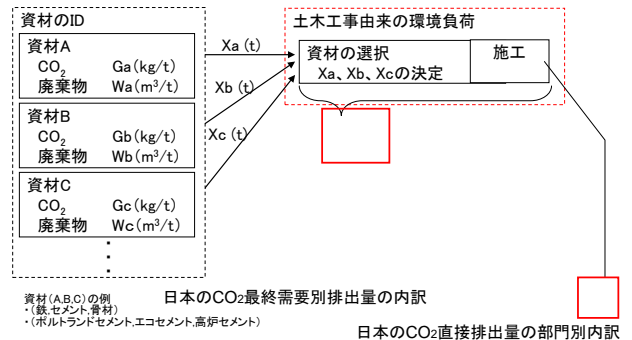 資材のID
資材A
CO₂ Ga(kg/t)
廃棄物 Wa(m³/t)
資材B
CO₂ Gb(kg/t)
廃棄物 Wb(m³/t)
資材C
CO₂ Gc(kg/t)
廃棄物 Wc(m³/t)
・
・
・
Xa (t)
Xb (t)
Xc (t)
土木工事由来の環境負荷
資材の選択
Xa、Xb、Xcの決定
施工
資材(A,B,C)の例
・(鉄,セメント,骨材)
・(ポルトランドセメント,エコセメント,高炉セメント)
日本のCO₂最終需要別排出量の内訳
日本のCO₂直接排出量の部門別内訳